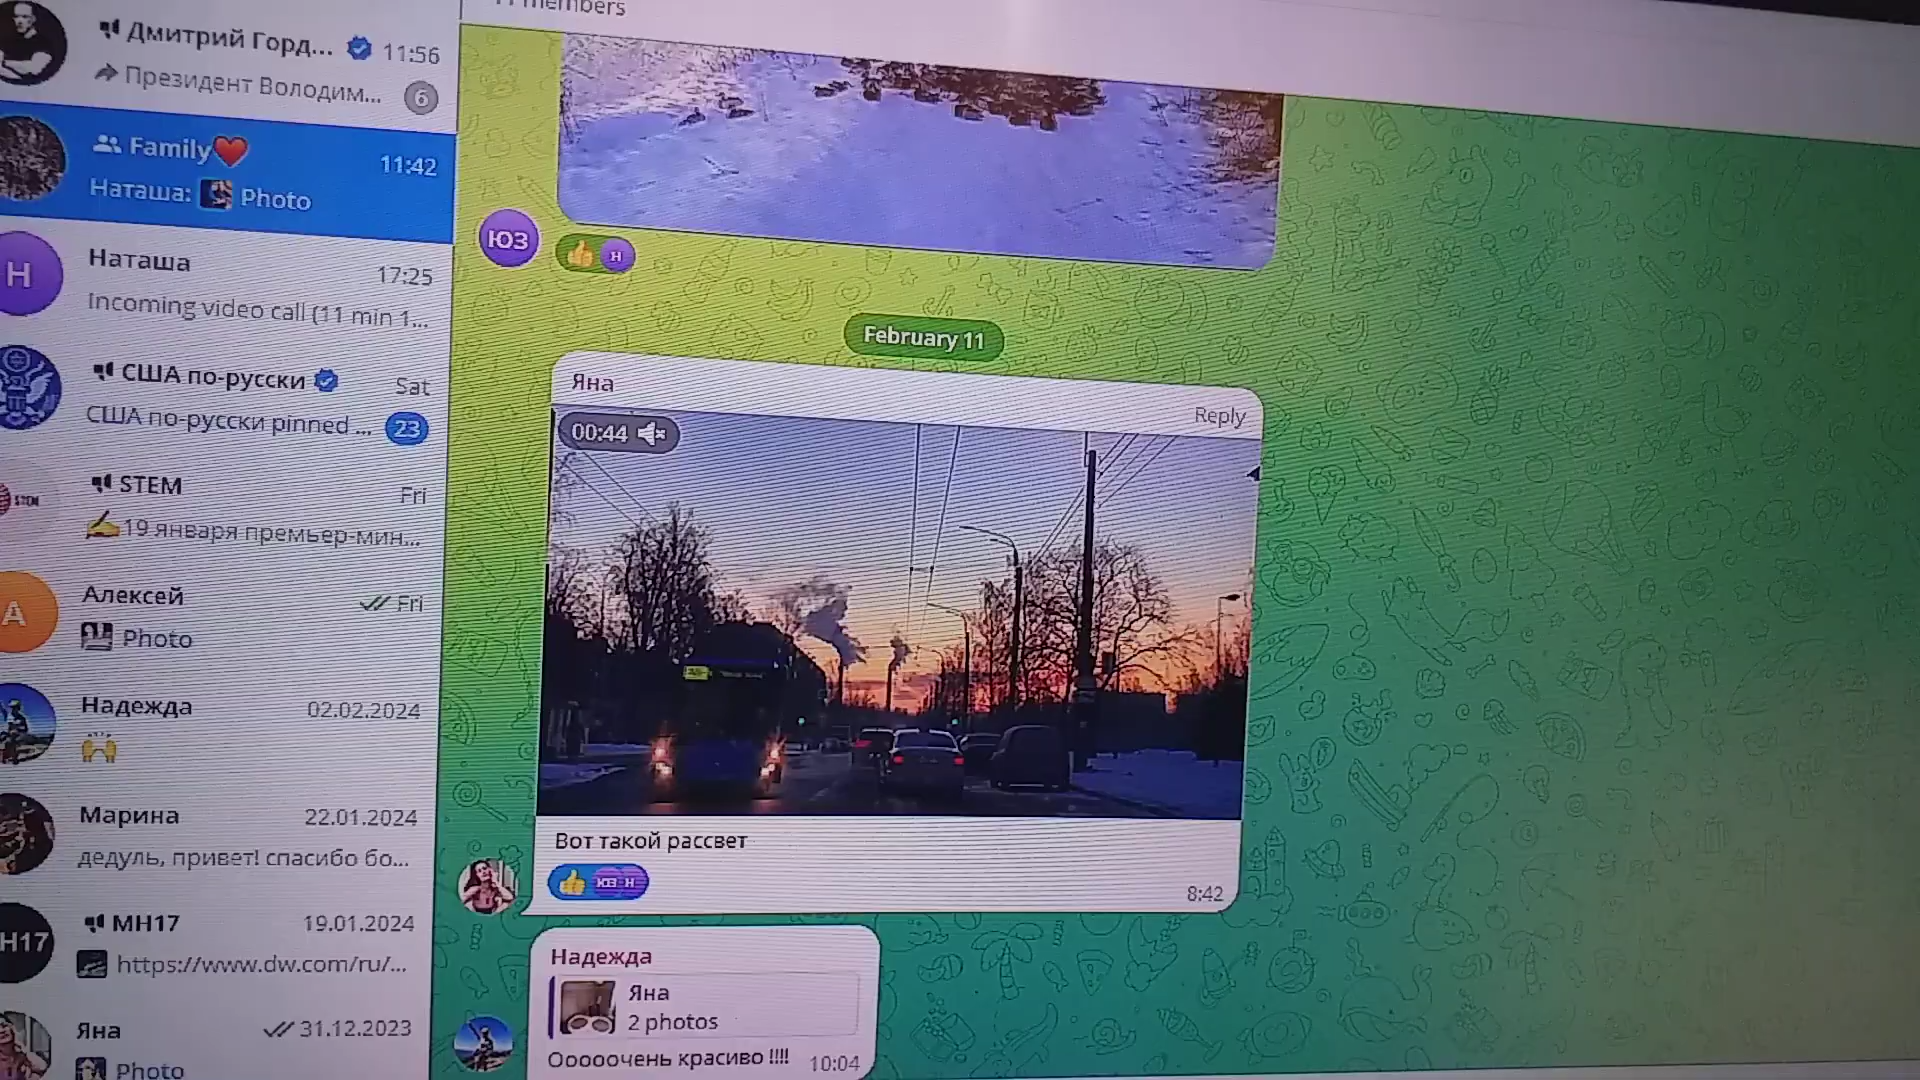 Дмитрий Горд... 11:56
Президент Володим... 6
Family❤️ 11:42
Наташа: Photo
Н
Наташа 17:25
Incoming video call (11 min 1...
США по-русски Sat
США по-русски pinned ... 23
STEM Fri
✍️19 января премьер-мин...
А
Алексей Fri
Photo
Надежда 02.02.2024
🙌
Марина 22.01.2024
дедуль, привет! спасибо бо...
H17
МН17 19.01.2024
https://www.dw.com/ru/...
Яна 31.12.2023
Photo
members
ЮЗ
👍 Н
February 11
Яна
Reply
00:44
Вот такой рассвет
👍 ЮЗ Н
8:42
Надежда
Яна
2 photos
Ооооочень красиво !!!! 10:04